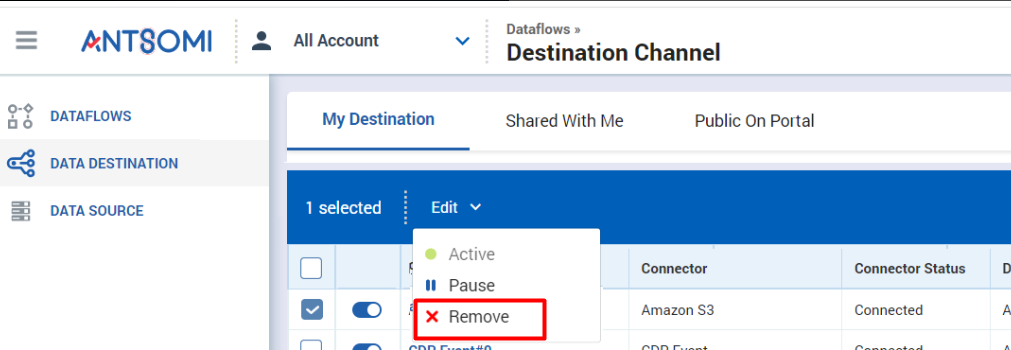 ANTSOMI
All Account
Dataflows »
Destination Channel
DATAFLOWS
DATA DESTINATION
DATA SOURCE
My Destination
Shared With Me
Public On Portal
1 selected
Edit
Active
Pause
Remove
Connector
Connector Status
D
Amazon S3
Connected
A
CDP Event#0
CDP Event
Connected
A